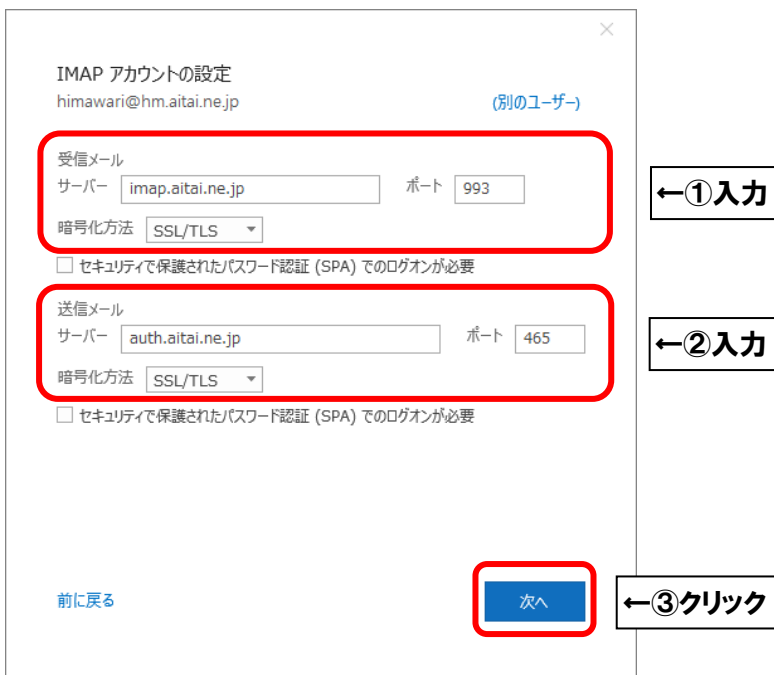 IMAP アカウントの設定
himawari@hm.aitai.ne.jp (別のユーザー)
受信メール
サーバー imap.aitai.ne.jp ポート 993
←①入力
暗号化方法 SSL/TLS
セキュリティで保護されたパスワード認証 (SPA) でのログオンが必要
送信メール
サーバー auth.aitai.ne.jp ポート 465
←②入力
暗号化方法 SSL/TLS
セキュリティで保護されたパスワード認証 (SPA) でのログオンが必要
前に戻る 次へ ←③クリック